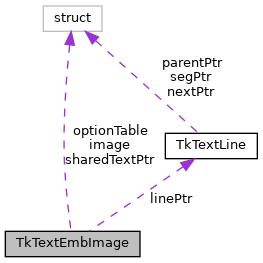 struct
parentPtr
segPtr
nextPtr
optionTable
image
sharedTextPtr
TkTextLine
linePtr
TkTextEmbImage